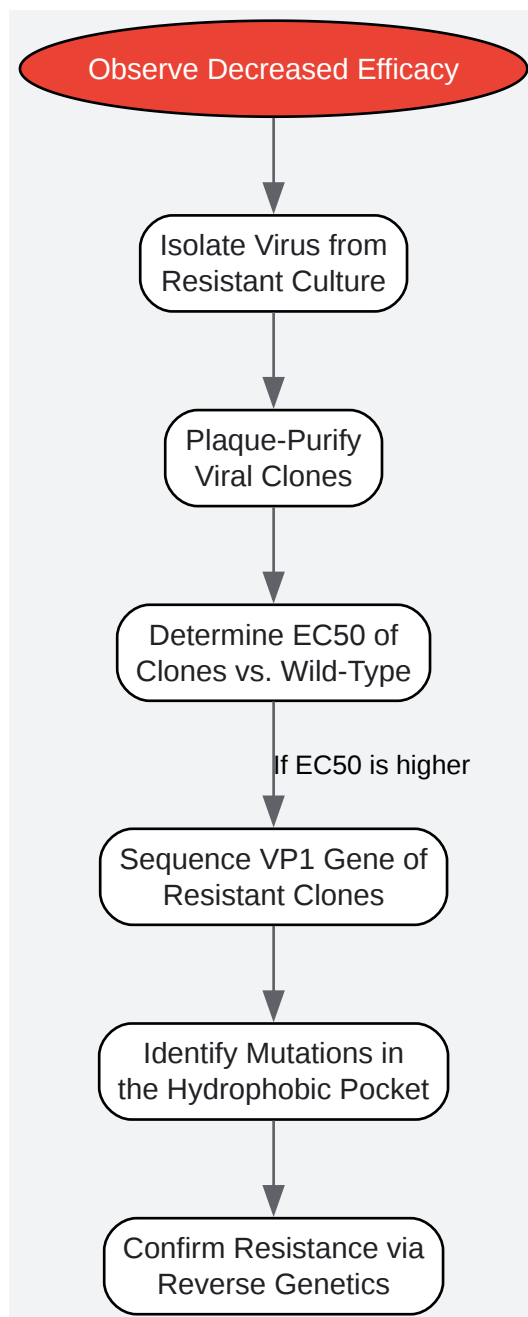 Observe Decreased Efficacy
Isolate Virus from
Resistant Culture
Plaque-Purify
Viral Clones
Determine EC50 of
Clones vs. Wild-Type
If EC50 is higher
Sequence VP1 Gene of
Resistant Clones
Identify Mutations in
the Hydrophobic Pocket
Confirm Resistance via
Reverse Genetics